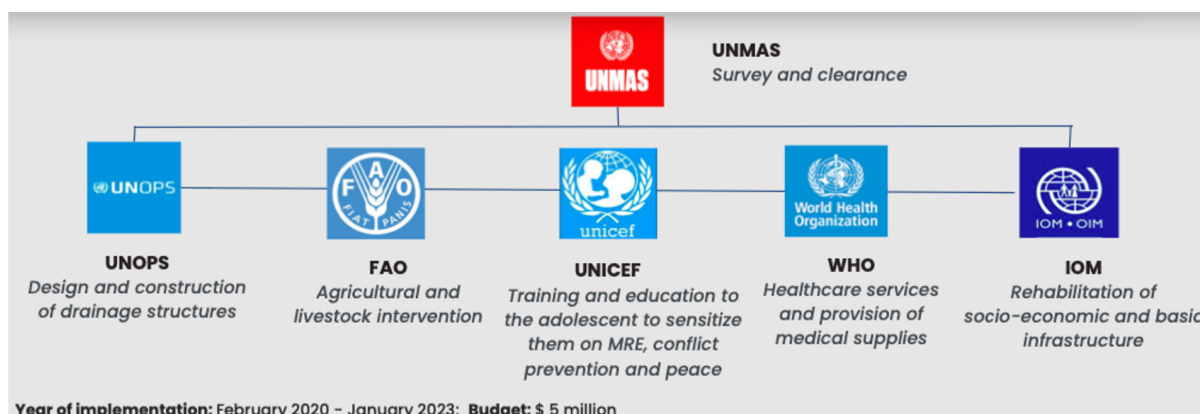 UNMAS
UNMAS
Survey and clearance
UNOPS
F A O
FIAT PANIS
unicef
World Health
Organization
IOM • OIM
UNOPS
Design and construction
of drainage structures
FAO
Agricultural and
livestock intervention
UNICEF
Training and education to
the adolescent to sensitize
them on MRE, conflict
prevention and peace
WHO
Healthcare services
and provision of
medical supplies
IOM
Rehabilitation of
socio-economic and basic
infrastructure
Year of implementation: February 2020 - January 2023; Budget: $ 5 million